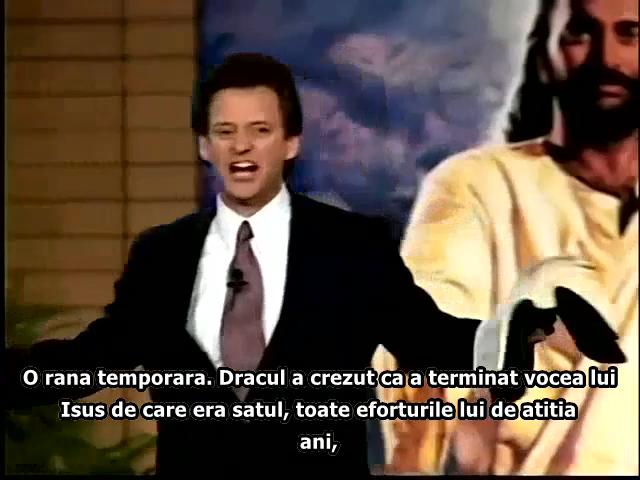 O rana temporara. Dracul a crezut ca a terminat vocea lui
Isus de care era satul, toate eforturile lui de atitia
ani,